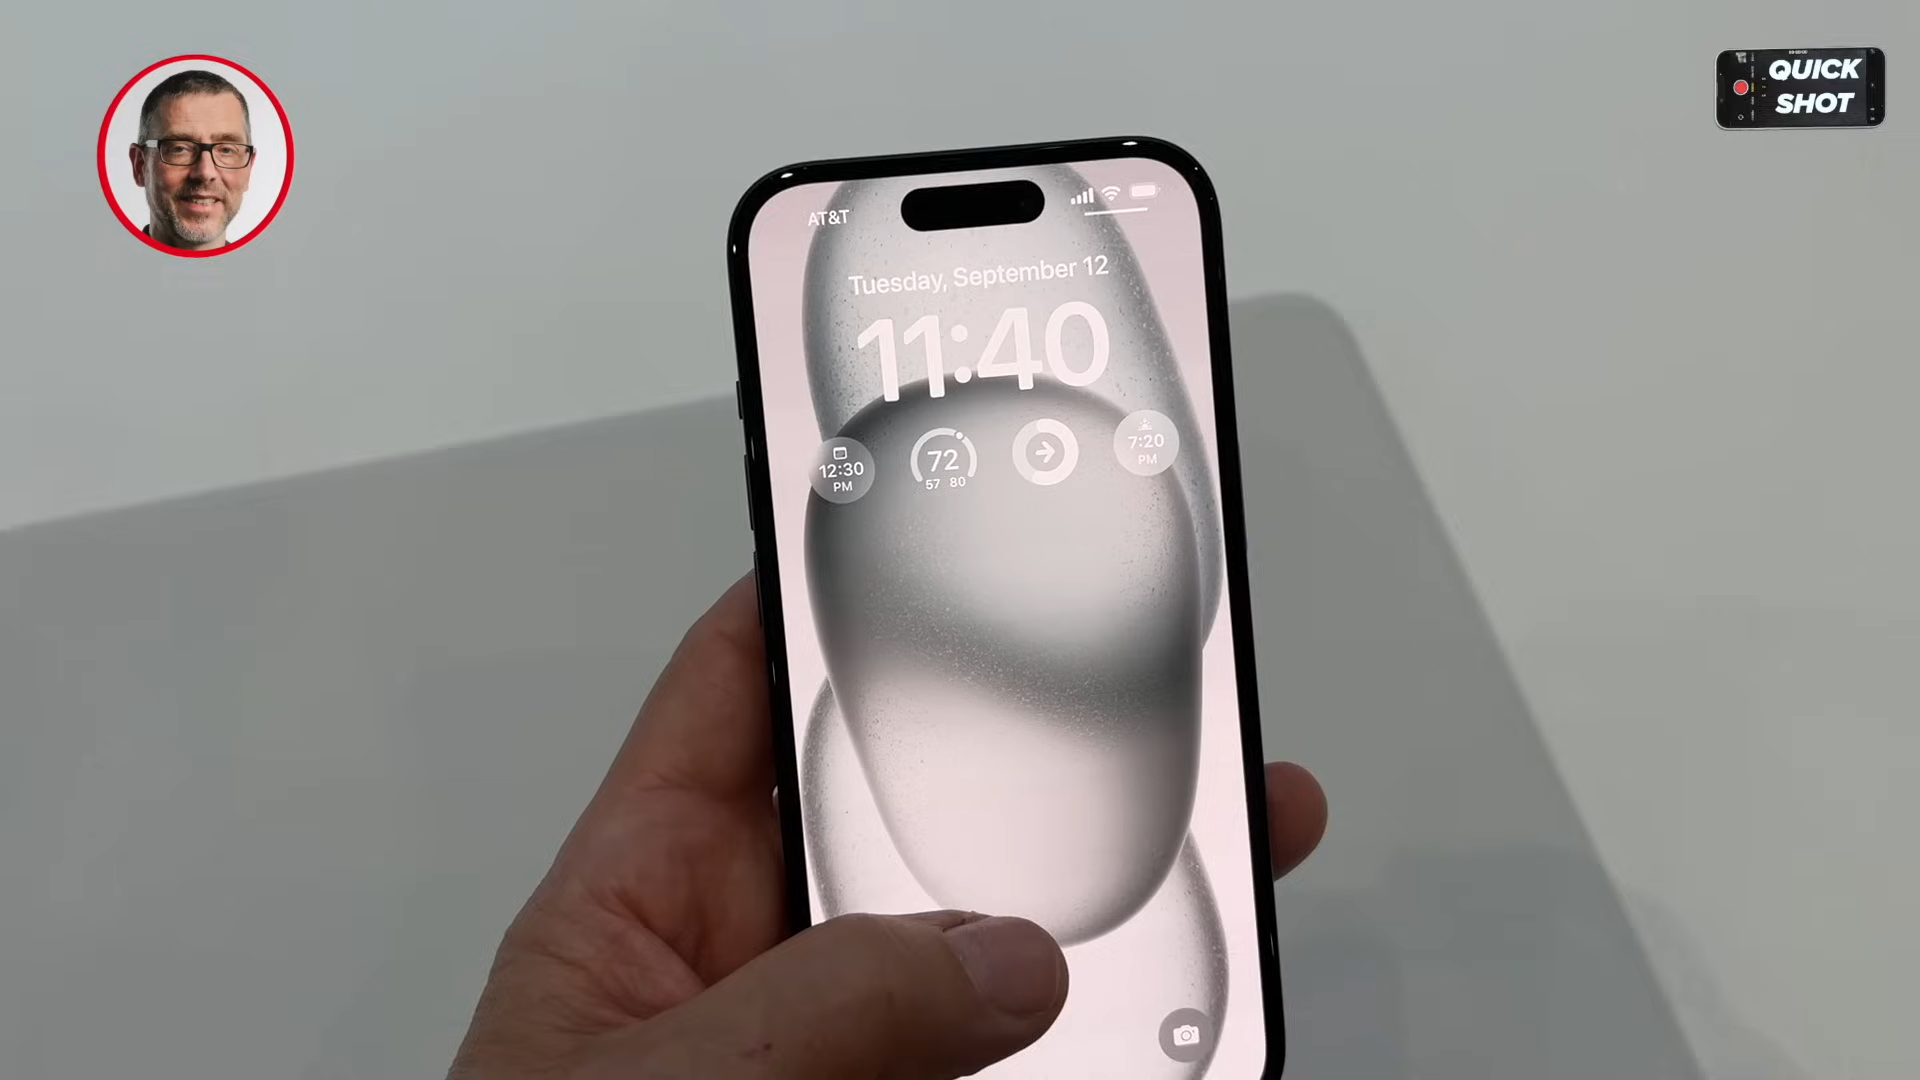 QUICK
SHOT
AT&T
Tuesday, September 12
11:40
12:30
PM
72
57 80
7:20
PM